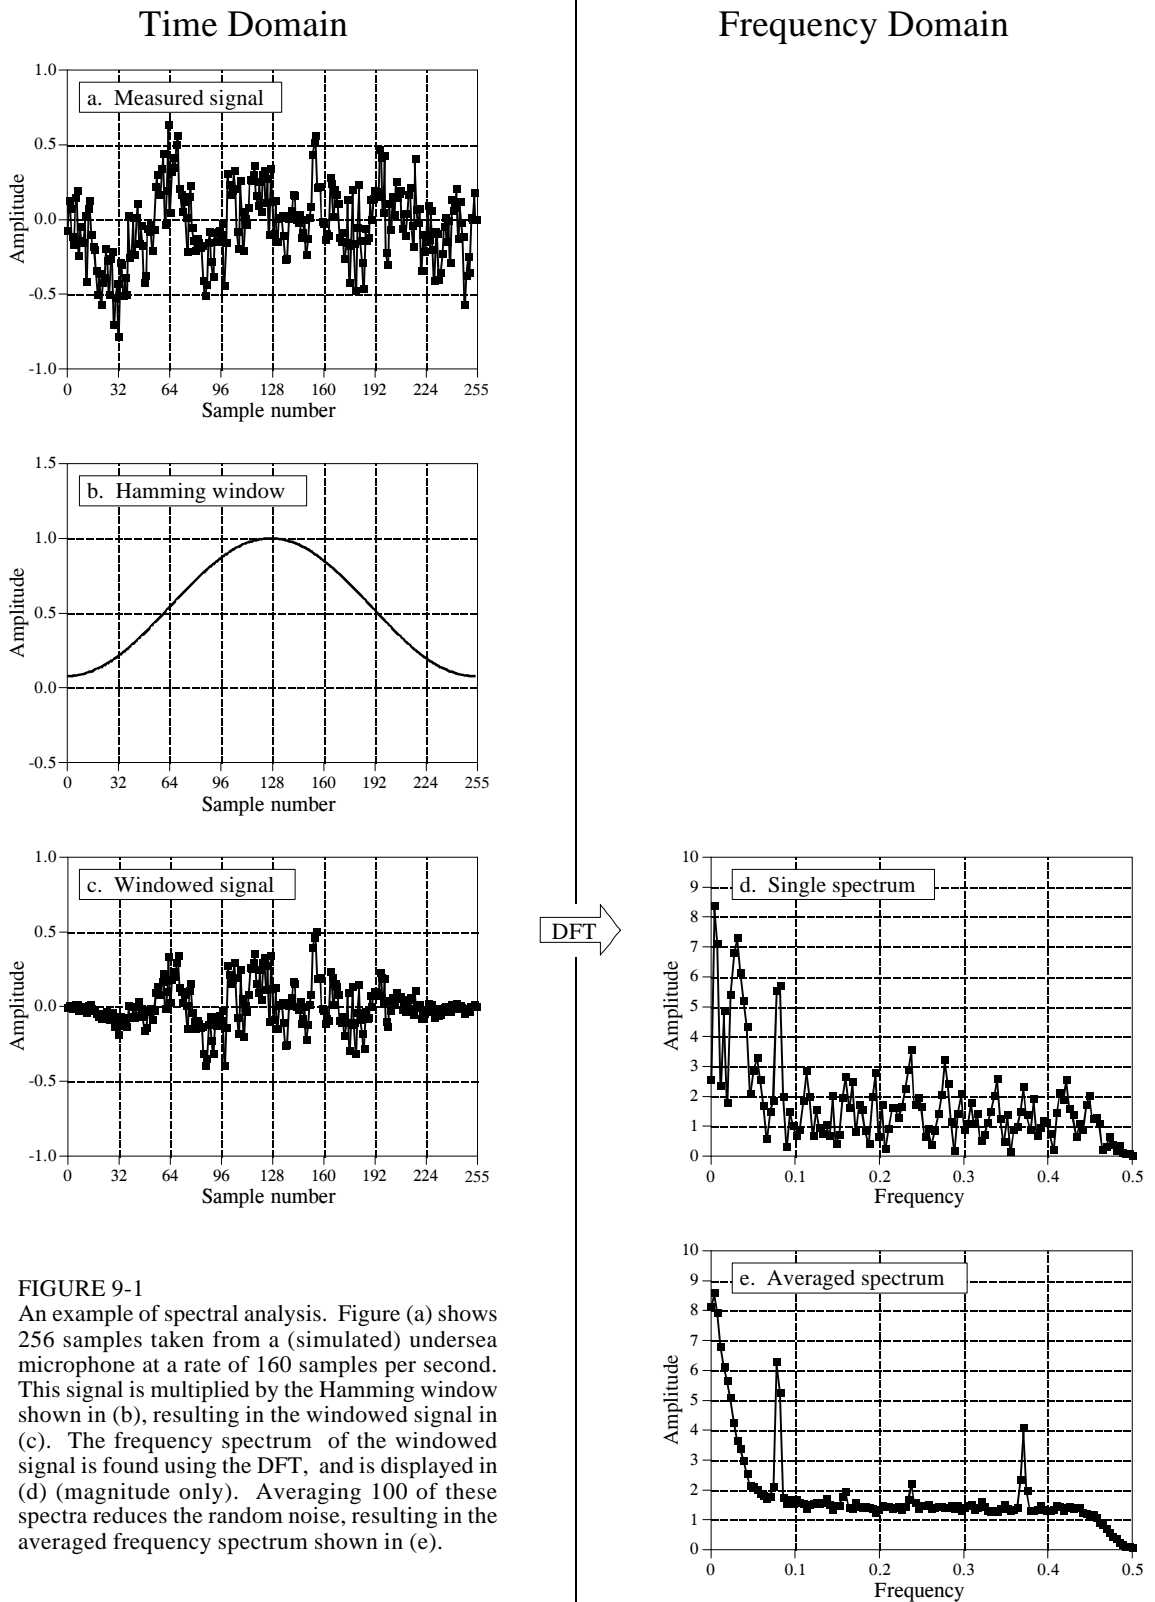 Time Domain
Frequency Domain
a. Measured signal
Amplitude
1.0
0.5
0.0
-0.5
-1.0
0 32 64 96 128 160 192 224 255
Sample number
b. Hamming window
Amplitude
1.5
1.0
0.5
0.0
-0.5
0 32 64 96 128 160 192 224 255
Sample number
c. Windowed signal
Amplitude
1.0
0.5
0.0
-0.5
-1.0
0 32 64 96 128 160 192 224 255
Sample number
DFT
d. Single spectrum
Amplitude
10
9
8
7
6
5
4
3
2
1
0
0 0.1 0.2 0.3 0.4 0.5
Frequency
e. Averaged spectrum
Amplitude
10
9
8
7
6
5
4
3
2
1
0
0 0.1 0.2 0.3 0.4 0.5
Frequency
FIGURE 9-1
An example of spectral analysis. Figure (a) shows
256 samples taken from a (simulated) undersea
microphone at a rate of 160 samples per second.
This signal is multiplied by the Hamming window
shown in (b), resulting in the windowed signal in
(c). The frequency spectrum of the windowed
signal is found using the DFT, and is displayed in
(d) (magnitude only). Averaging 100 of these
spectra reduces the random noise, resulting in the
averaged frequency spectrum shown in (e).